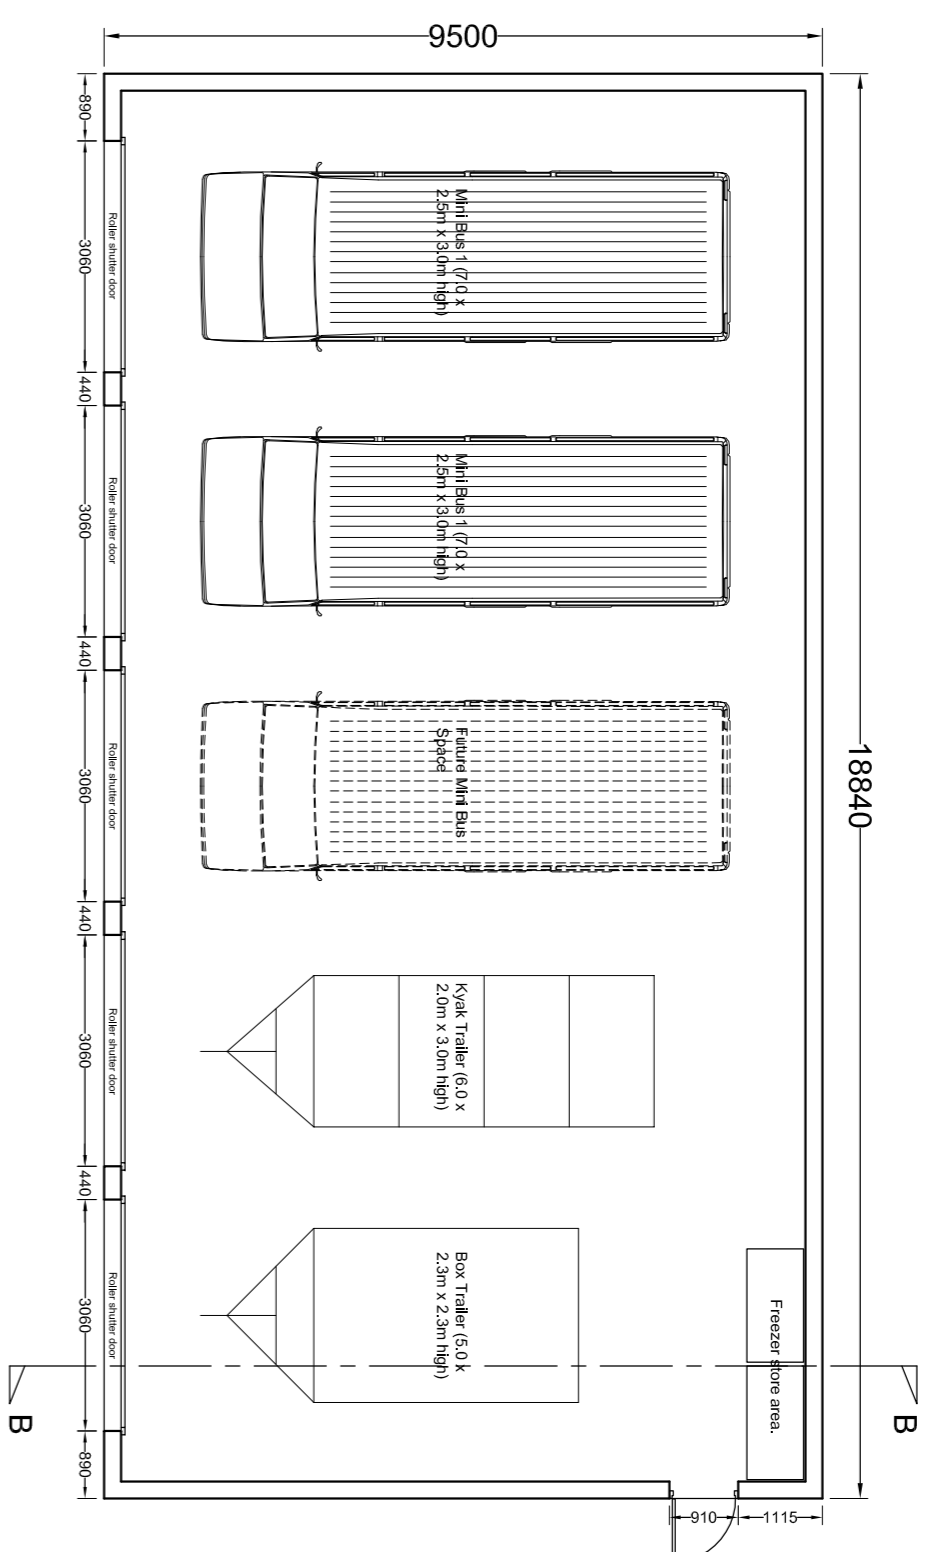 9500
18840
890
3060
440
3060
440
3060
440
3060
440
3060
890
Roller shutter door
Roller shutter door
Roller shutter door
Roller shutter door
Roller shutter door
Mini Bus 1 (7.0 x
2.5m x 3.0m high)
Mini Bus 1 (7.0 x
2.5m x 3.0m high)
Future Mini Bus
Space
Kyak Trailer (6.0 x
2.0m x 3.0m high)
Box Trailer (5.0 x
2.3m x 2.3m high)
Freezer store area.
B
B
910
1115